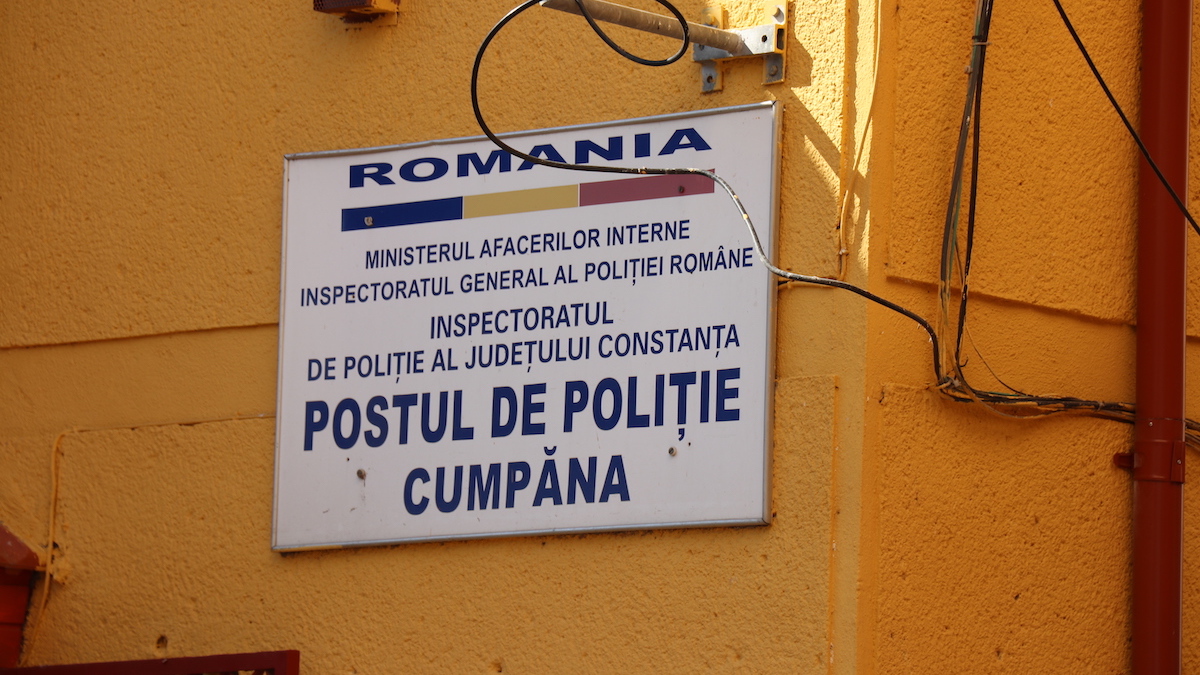 ROMANIA
MINISTERUL AFACERILOR INTERNE
INSPECTORATUL GENERAL AL POLIȚIEI ROMÂNE
INSPECTORATUL
DE POLIȚIE AL JUDEȚULUI CONSTANȚA
POSTUL DE POLIȚIE
CUMPĂNA